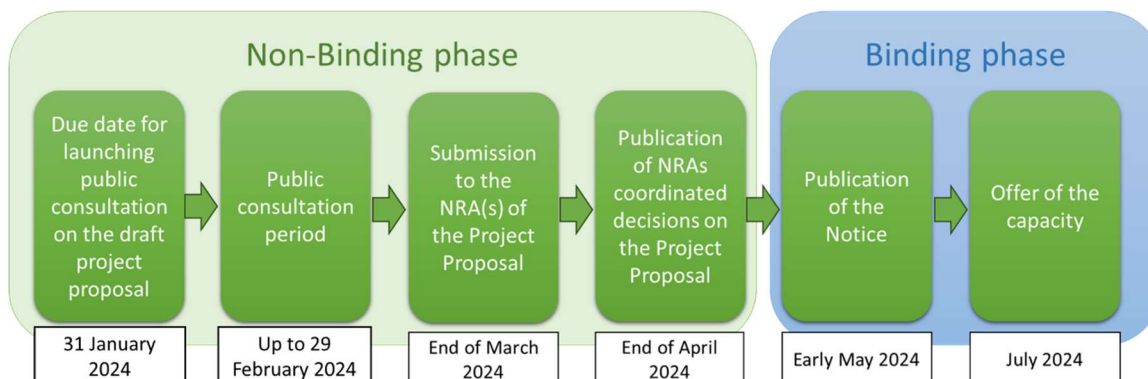 Non-Binding phase
Binding phase
Due date for
launching
public
consultation
on the draft
project
proposal
Public
consultation
period
Submission
to the
NRA(s) of
the Project
Proposal
Publication
of NRAs
coordinated
decisions on
the Project
Proposal
Publication
of the
Notice
Offer of the
capacity
31 January
2024
Up to 29
February 2024
End of March
2024
End of April
2024
Early May 2024
July 2024